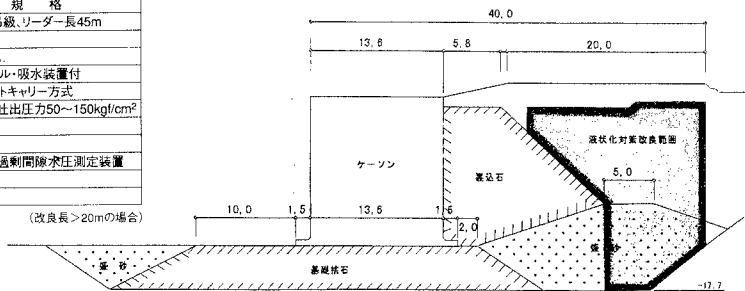 規 格
級、リーダー長45m
ル・吸水装置付
トキャリー方式
吐出圧力50〜150kgf/cm²
過剰間隙水圧測定装置
(改良長>20mの場合)
40.0
13.6 5.8 20.0
液状化対策改良範囲
ケーソン
裏込石
5.0
10.0 1.5 13.6 1.5
2.0
盛 砂
盛 砂
基礎捨石
-17.7